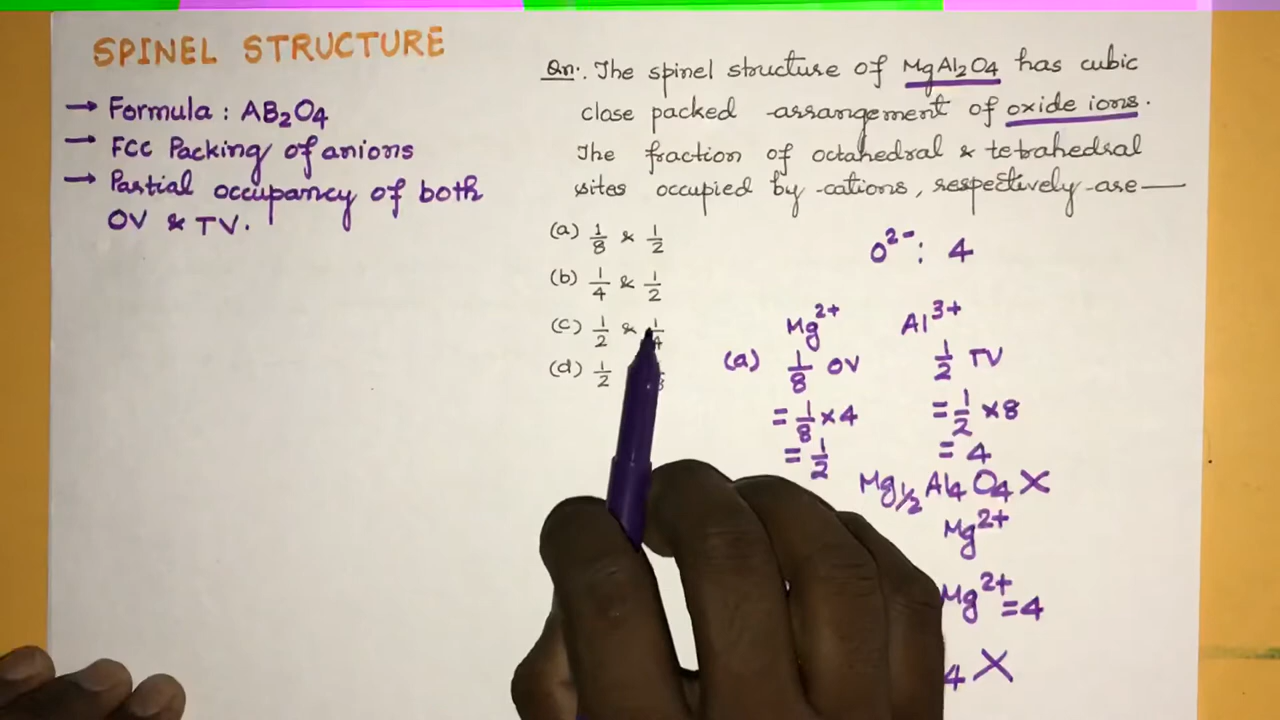 SPINEL STRUCTURE
→ Formula : AB2O4
→ FCC Packing of anions
→ Partial occupancy of both
OV & TV.
Qn:. The spinel structure of MgAl2O4 has cubic
close packed arrangement of oxide ions.
The fraction of octahedral & tetrahedral
sites occupied by cations, respectively are —
(a) 1/8 & 1/2
(b) 1/4 & 1/2
(c) 1/2 & 1/4
(d) 1/2
O2- : 4
Mg2+ Al3+
(a) 1/8 OV 1/2 TV
= 1/8 × 4 = 1/2 × 8
= 1/2 = 4
Mg1/2 Al4 O4 X
Mg2+
Mg2+ = 4
4 X